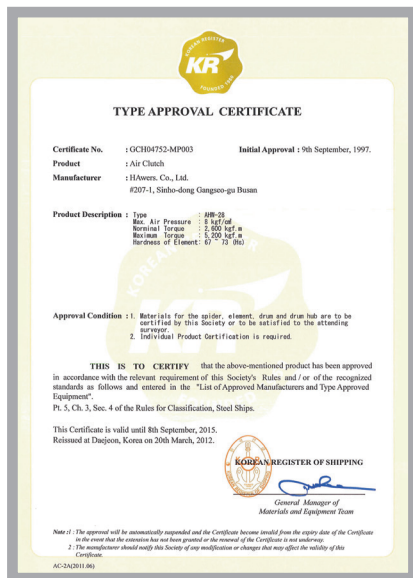 KOREAN REGISTER
KR
FOUNDED 1960
TYPE APPROVAL CERTIFICATE
Certificate No. : GCH04752-MP003 Initial Approval : 9th September, 1997.
Product : Air Clutch
Manufacturer : HAwers. Co., Ltd.
#207-1, Sinho-dong Gangseo-gu Busan
Product Description : Type : AHW-28
Max. Air Pressure : 8 kgf/㎠
Norminal Torque : 2,600 kgf.m
Maximum Torque : 5,200 kgf.m
Hardness of Element: 67 ~ 73 (Hs)
Approval Condition : 1. Materials for the spider, element, drum and drum hub are to be
certified by this Society or to be satisfied to the attending
surveyor.
2. Individual Product Certification is required.
THIS IS TO CERTIFY that the above-mentioned product has been approved
in accordance with the relevant requirement of this Society's Rules and / or of the recognized
standards as follows and entered in the "List of Approved Manufacturers and Type Approved
Equipment".
Pt. 5, Ch. 3, Sec. 4 of the Rules for Classification, Steel Ships.
This Certificate is valid until 8th September, 2015.
Reissued at Daejeon, Korea on 20th March, 2012.
KOREAN REGISTER OF SHIPPING
General Manager of
Materials and Equipment Team
Note :1 : The approval will be automatically suspended and the Certificate become invalid from the expiry date of the Certificate
in the event that the extension has not been granted or the renewal of the Certificate is not underway.
2 : The manufacturer should notify this Society of any modification or changes that may affect the validity of this
Certificate.
AC-2A(2011.06)